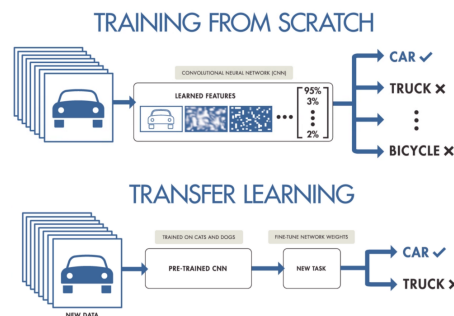 TRAINING FROM SCRATCH
CONVOLUTIONAL NEURAL NETWORK (CNN)
LEARNED FEATURES
95%
3%
2%
CAR ✓
TRUCK ✕
BICYCLE ✕
TRANSFER LEARNING
TRAINED ON CATS AND DOGS
FINE-TUNE NETWORK WEIGHTS
PRE-TRAINED CNN
NEW TASK
CAR ✓
TRUCK ✕
NEW DATA